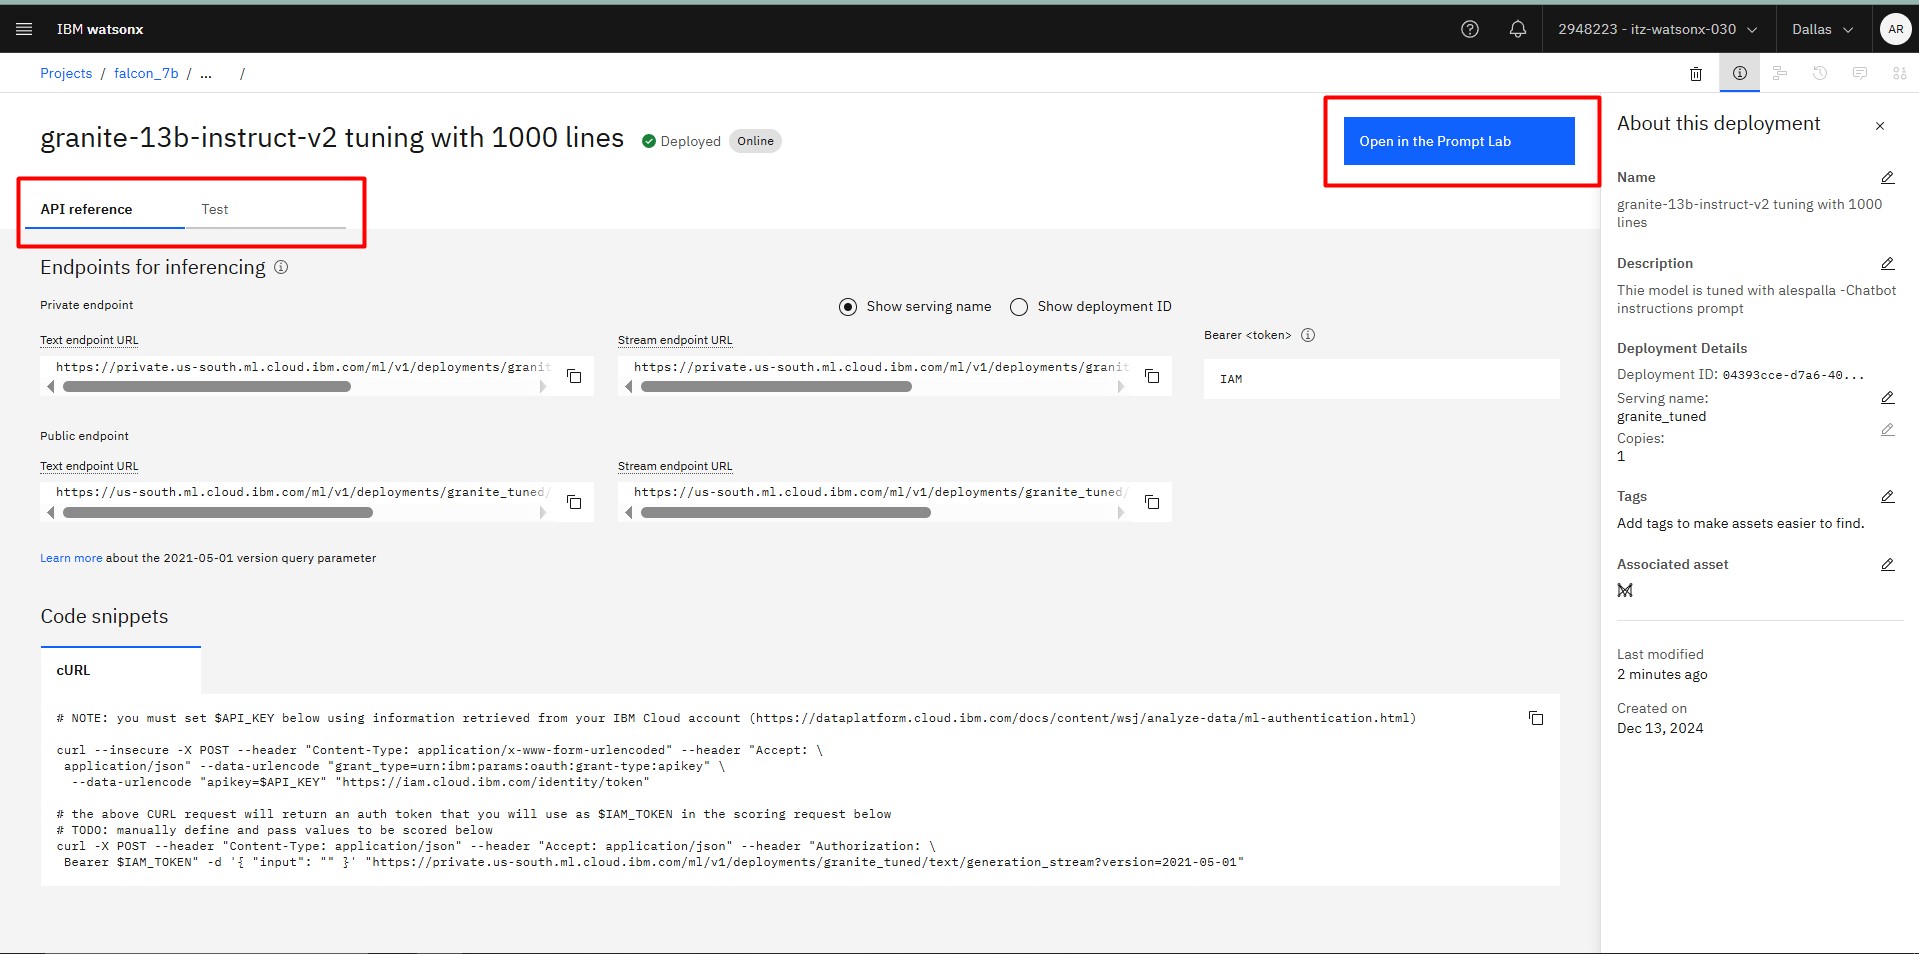 IBM watsonx
2948223 - itz-watsonx-030
Dallas
AR
Projects / falcon_7b / ... /
granite-13b-instruct-v2 tuning with 1000 lines
Deployed
Online
Open in the Prompt Lab
API reference
Test
Endpoints for inferencing
Private endpoint
Show serving name
Show deployment ID
Text endpoint URL
https://private.us-south.ml.cloud.ibm.com/ml/v1/deployments/granit
Stream endpoint URL
https://private.us-south.ml.cloud.ibm.com/ml/v1/deployments/granit
Bearer <token>
IAM
Public endpoint
Text endpoint URL
https://us-south.ml.cloud.ibm.com/ml/v1/deployments/granite_tuned/
Stream endpoint URL
https://us-south.ml.cloud.ibm.com/ml/v1/deployments/granite_tuned/
Learn more about the 2021-05-01 version query parameter
Code snippets
cURL
# NOTE: you must set $API_KEY below using information retrieved from your IBM Cloud account (https://dataplatform.cloud.ibm.com/docs/content/wsj/analyze-data/ml-authentication.html)
curl --insecure -X POST --header "Content-Type: application/x-www-form-urlencoded" --header "Accept: \
application/json" --data-urlencode "grant_type=urn:ibm:params:oauth:grant-type:apikey" \
--data-urlencode "apikey=$API_KEY" "https://iam.cloud.ibm.com/identity/token"
# the above CURL request will return an auth token that you will use as $IAM_TOKEN in the scoring request below
# TODO: manually define and pass values to be scored below
curl -X POST --header "Content-Type: application/json" --header "Accept: application/json" --header "Authorization: \
Bearer $IAM_TOKEN" -d '{ "input": "" }' "https://private.us-south.ml.cloud.ibm.com/ml/v1/deployments/granite_tuned/text/generation_stream?version=2021-05-01"
About this deployment
Name
granite-13b-instruct-v2 tuning with 1000
lines
Description
Thie model is tuned with alespalla -Chatbot
instructions prompt
Deployment Details
Deployment ID: 04393cce-d7a6-40...
Serving name:
granite_tuned
Copies:
1
Tags
Add tags to make assets easier to find.
Associated asset
Last modified
2 minutes ago
Created on
Dec 13, 2024